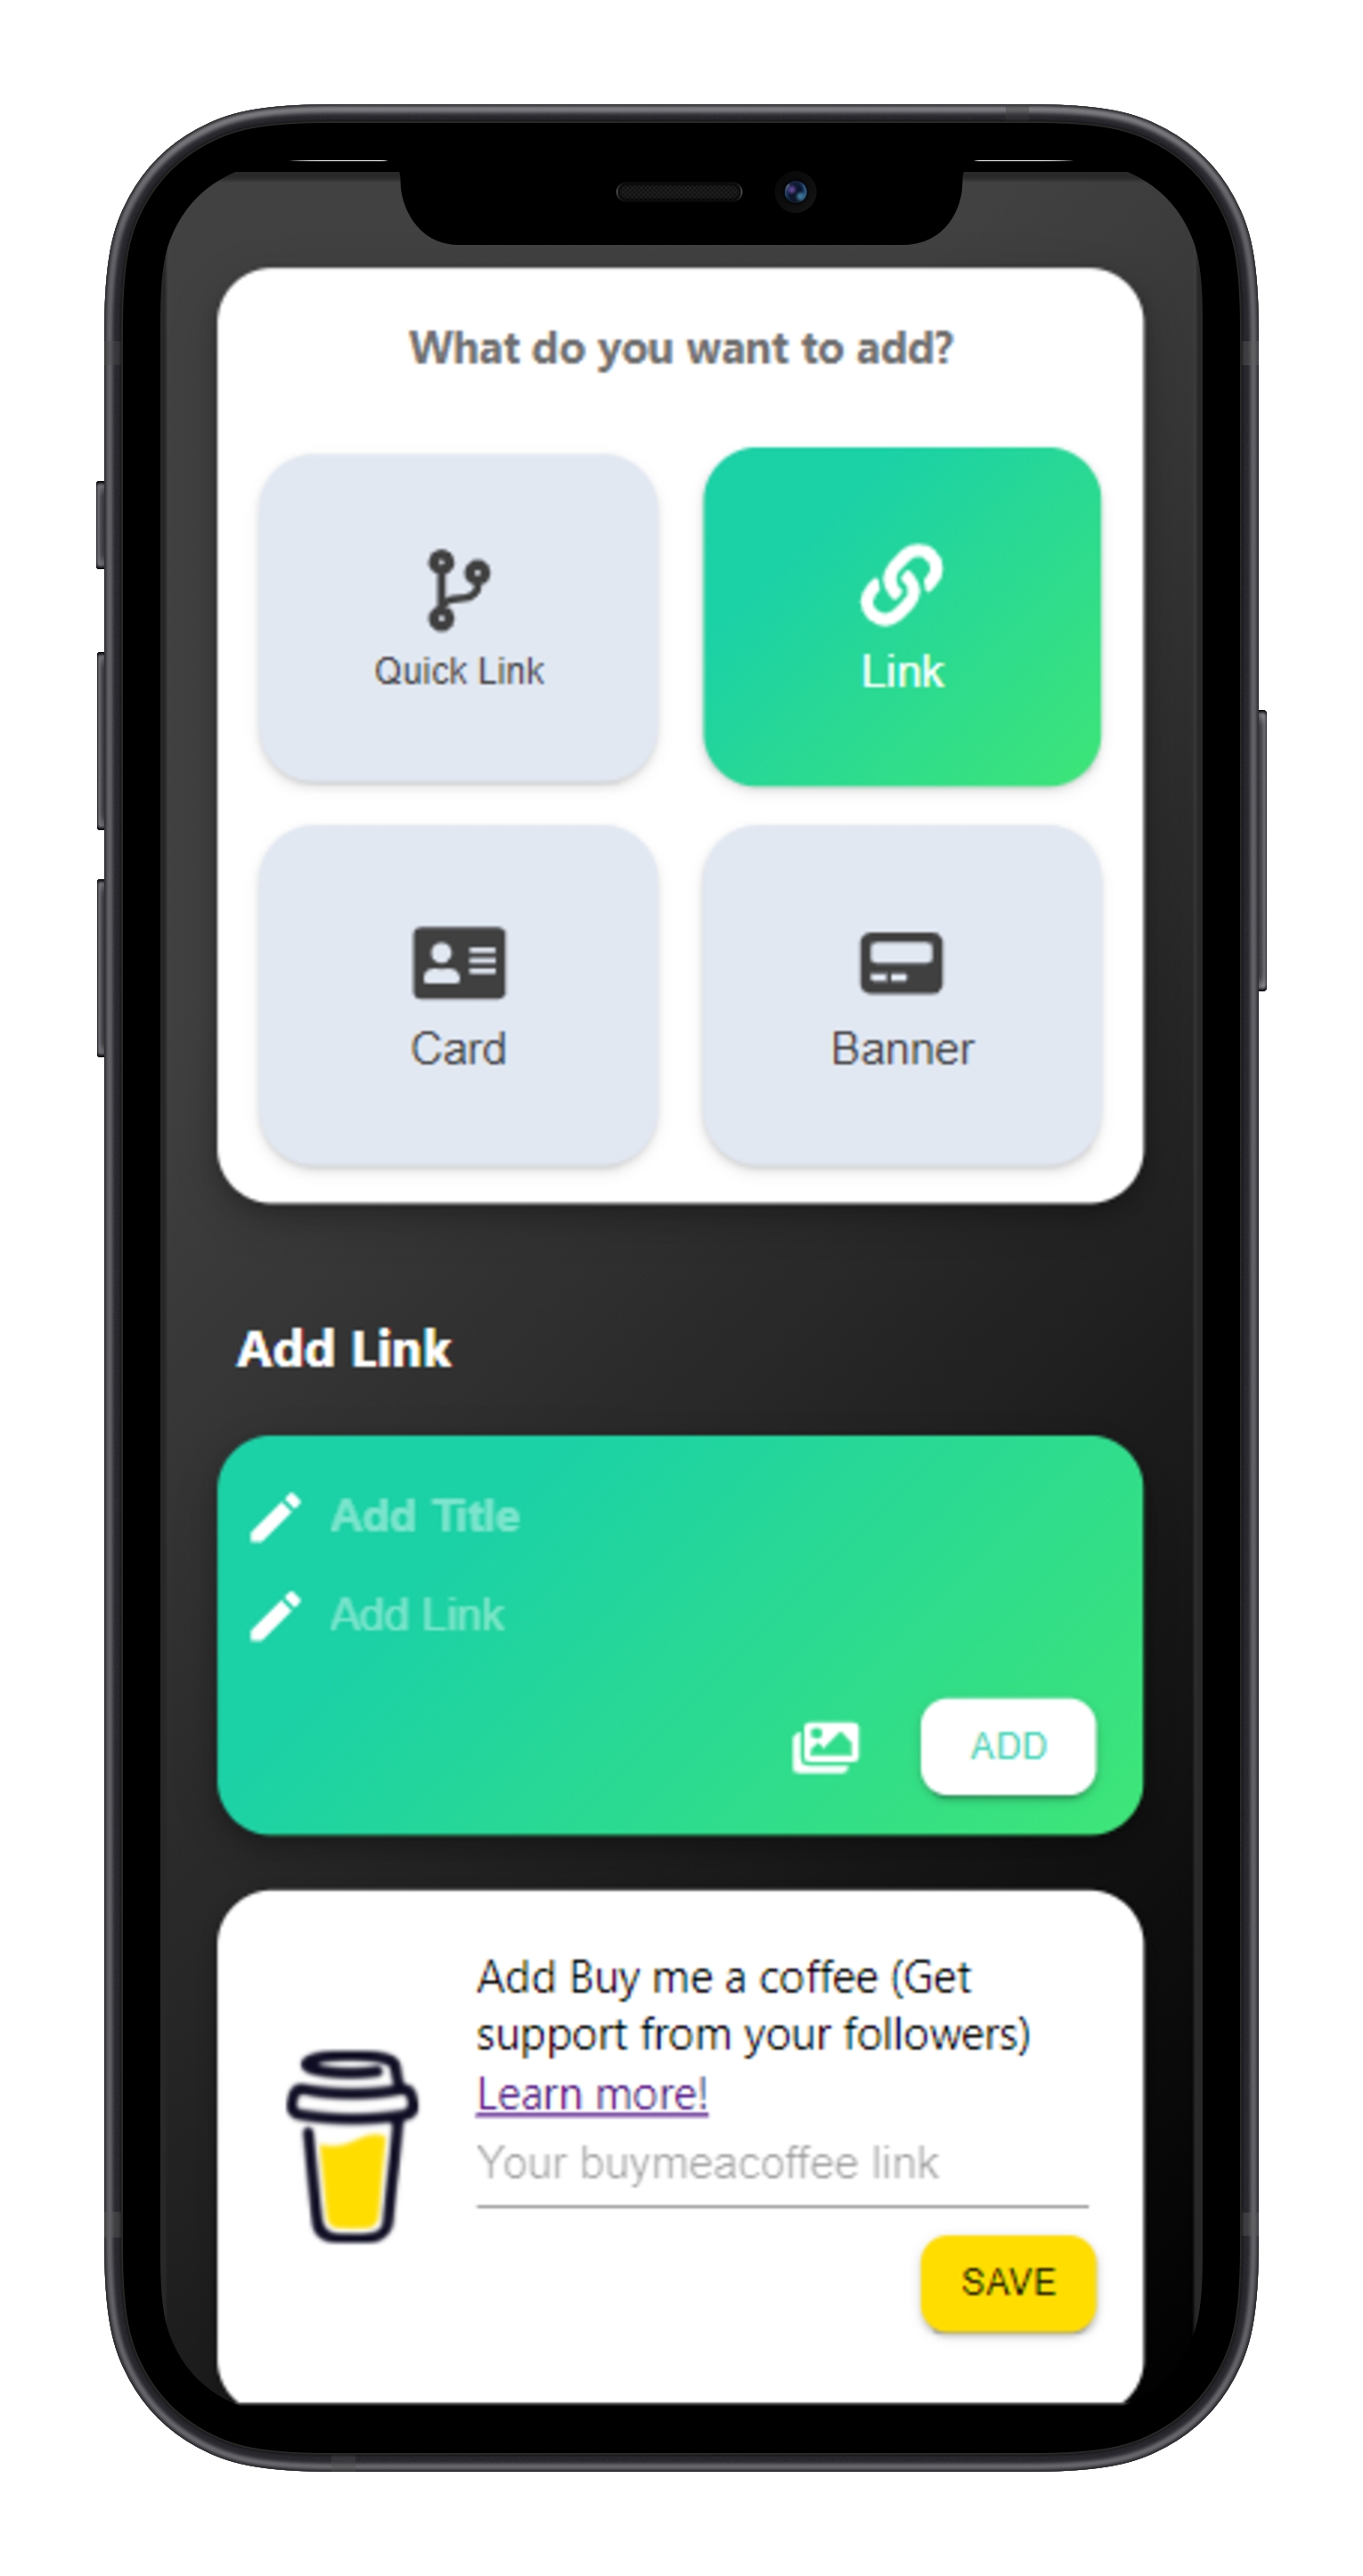 What do you want to add?
Quick Link
Link
Card
Banner
Add Link
Add Title
Add Link
ADD
Add Buy me a coffee (Get
support from your followers)
Learn more!
Your buymeacoffee link
SAVE